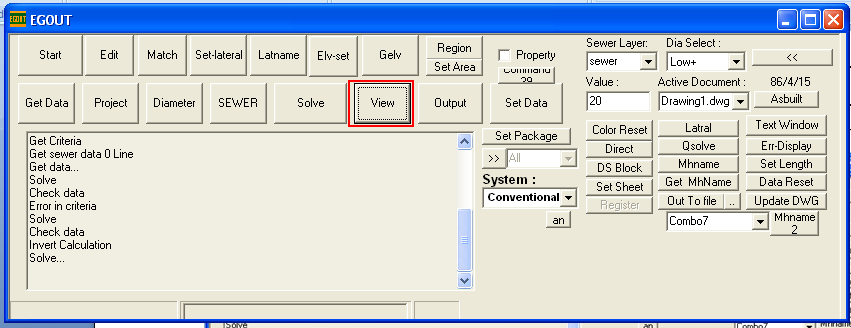 EGOUT
Start
Edit
Match
Set-lateral
Latname
Elv-set
Gelv
Region
Set Area
Property
Command
29
Sewer Layer:
sewer
Dia Select :
Low+
<<
Get Data
Project
Diameter
SEWER
Solve
View
Output
Set Data
Value :
20
Active Document :
Drawing1.dwg
86/4/15
Asbuilt
Get Criteria
Get sewer data 0 Line
Get data...
Solve
Check data
Error in criteria
Solve
Check data
Invert Calculation
Solve...
Set Package
>>
All
System :
Conventional
an
Color Reset
Direct
DS Block
Set Sheet
Register
Latral
Qsolve
Mhname
Get MhName
Out To file
..
Combo7
Text Window
Err-Display
Set Length
Data Reset
Update DWG
Mhname
2
Solve
an
Combo7